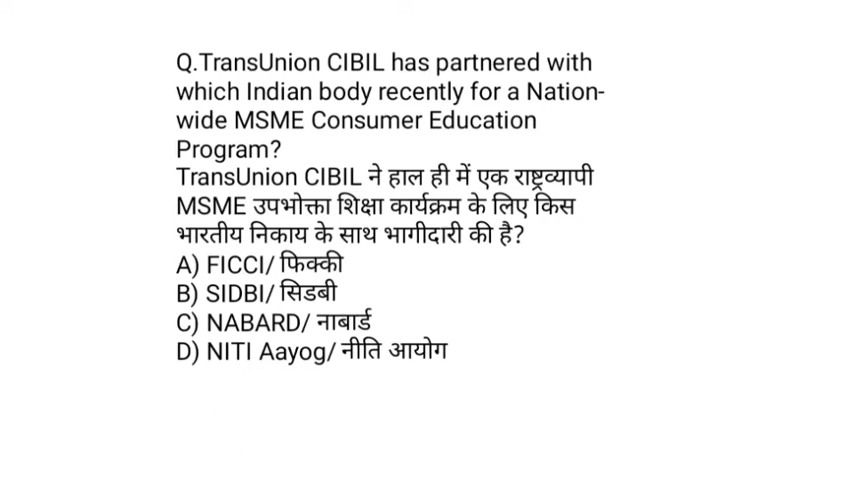 Q.TransUnion CIBIL has partnered with
which Indian body recently for a Nation-
wide MSME Consumer Education
Program?
TransUnion CIBIL ने हाल ही में एक राष्ट्रव्यापी
MSME उपभोक्ता शिक्षा कार्यक्रम के लिए किस
भारतीय निकाय के साथ भागीदारी की है?
A) FICCI/ फिक्की
B) SIDBI/ सिडबी
C) NABARD/ नाबार्ड
D) NITI Aayog/ नीति आयोग